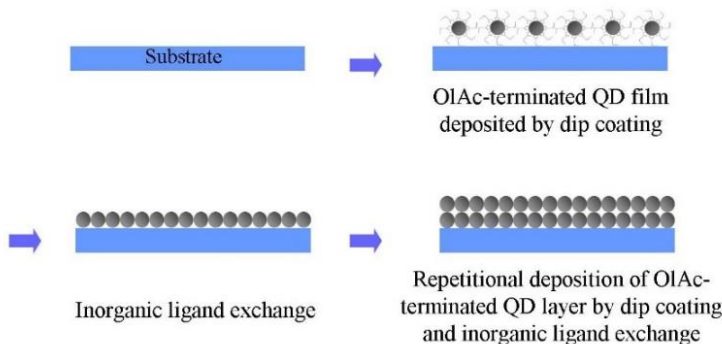 Substrate
OlAc-terminated QD film
deposited by dip coating
Inorganic ligand exchange
Repetitional deposition of OlAc-
terminated QD layer by dip coating
and inorganic ligand exchange